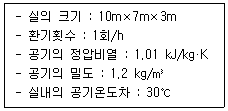 - 실의 크기 : 10m×7m×3m
- 환기횟수 : 1회/h
- 공기의 정압비열 : 1.01 kJ/kg·K
- 공기의 밀도 : 1.2 kg/m³
- 실내의 공기온도차 : 30℃